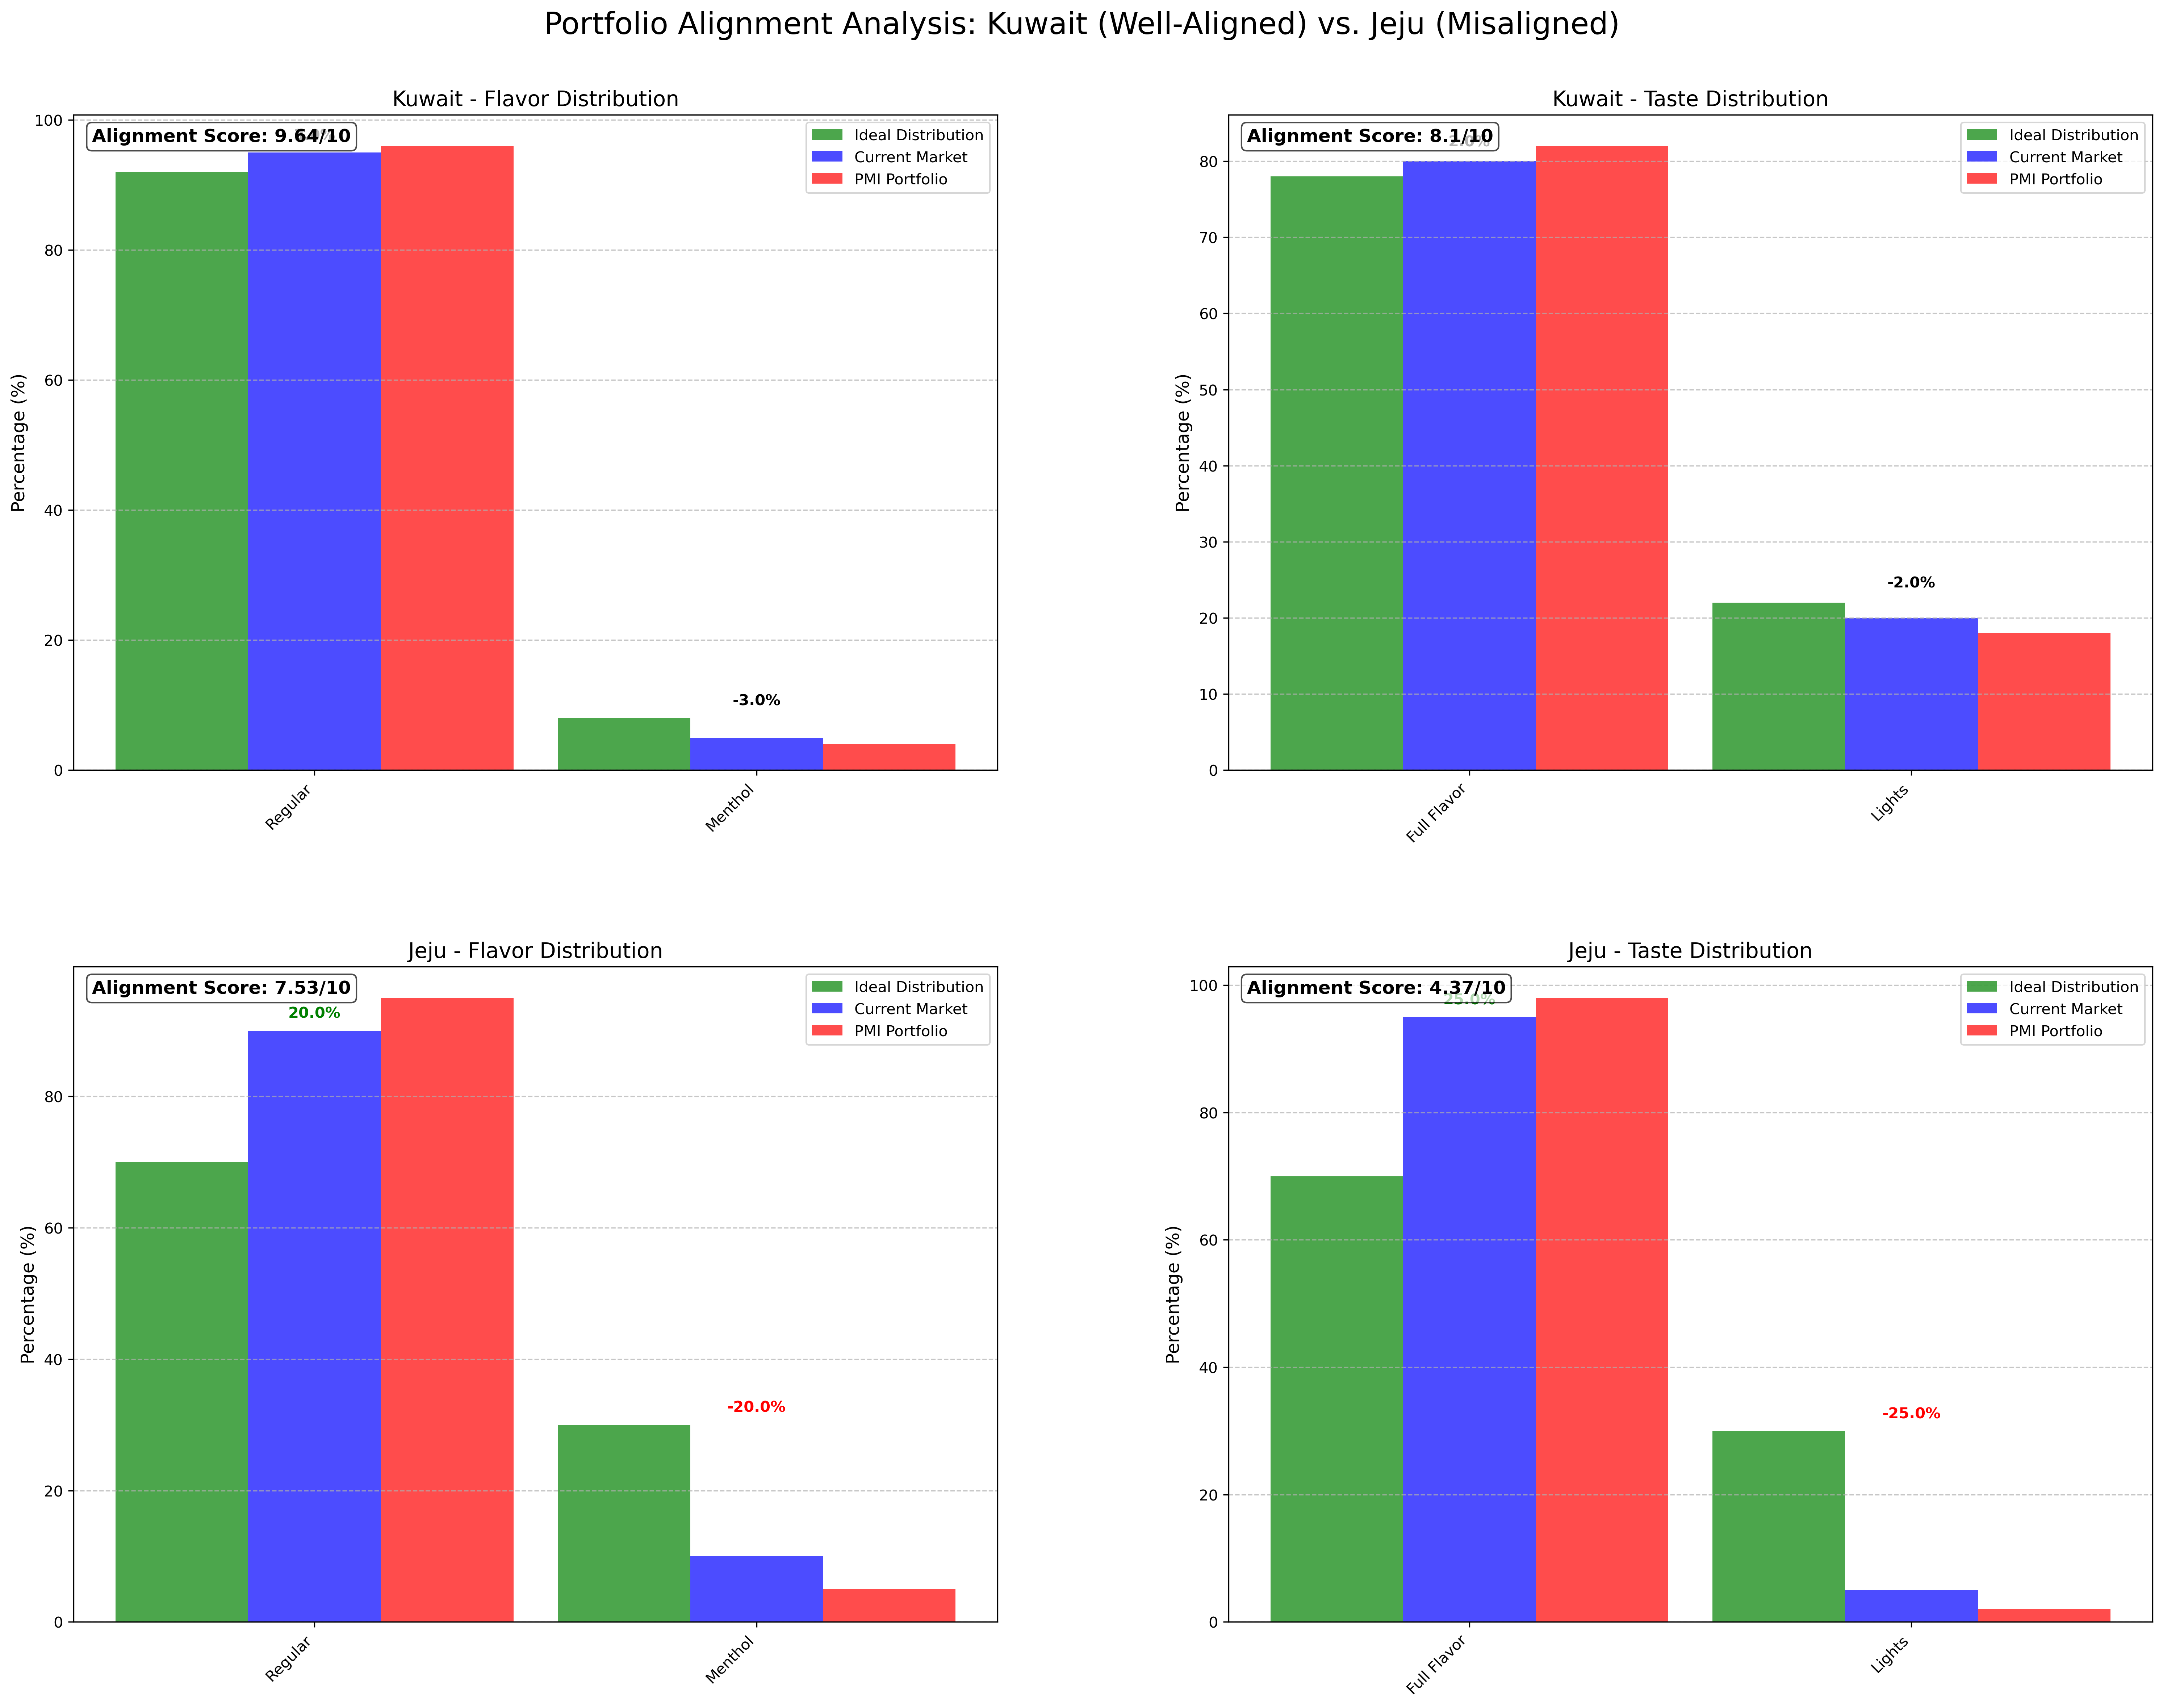 Portfolio Alignment Analysis: Kuwait (Well-Aligned) vs. Jeju (Misaligned)
Kuwait - Flavor Distribution
Alignment Score: 9.64/10
Ideal Distribution
Current Market
PMI Portfolio
Percentage (%)
100
80
60
40
20
0
-3.0%
Regular
Menthol
Kuwait - Taste Distribution
Alignment Score: 8.1/10
2.0%
Ideal Distribution
Current Market
PMI Portfolio
Percentage (%)
80
70
60
50
40
30
20
10
0
-2.0%
Full Flavor
Lights
Jeju - Flavor Distribution
Alignment Score: 7.53/10
20.0%
Ideal Distribution
Current Market
PMI Portfolio
Percentage (%)
80
60
40
20
0
-20.0%
Regular
Menthol
Jeju - Taste Distribution
Alignment Score: 4.37/10
25.0%
Ideal Distribution
Current Market
PMI Portfolio
Percentage (%)
100
80
60
40
20
0
-25.0%
Full Flavor
Lights